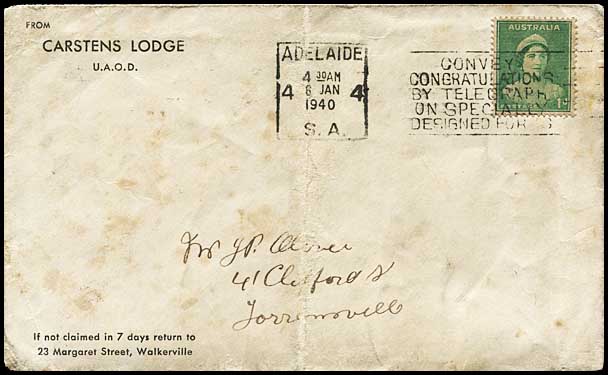 FROM
CARSTENS LODGE
U.A.O.D.
ADELAIDE
4 30AM
4 6 JAN 4
1940
S.A.
CONVEY
CONGRATULATIONS
BY TELEGRAPH
ON SPECIALLY
DESIGNED FORMS
AUSTRALIA
1D
Mr J.P. Oliver
41 Clifford St
Torrensville
If not claimed in 7 days return to
23 Margaret Street, Walkerville